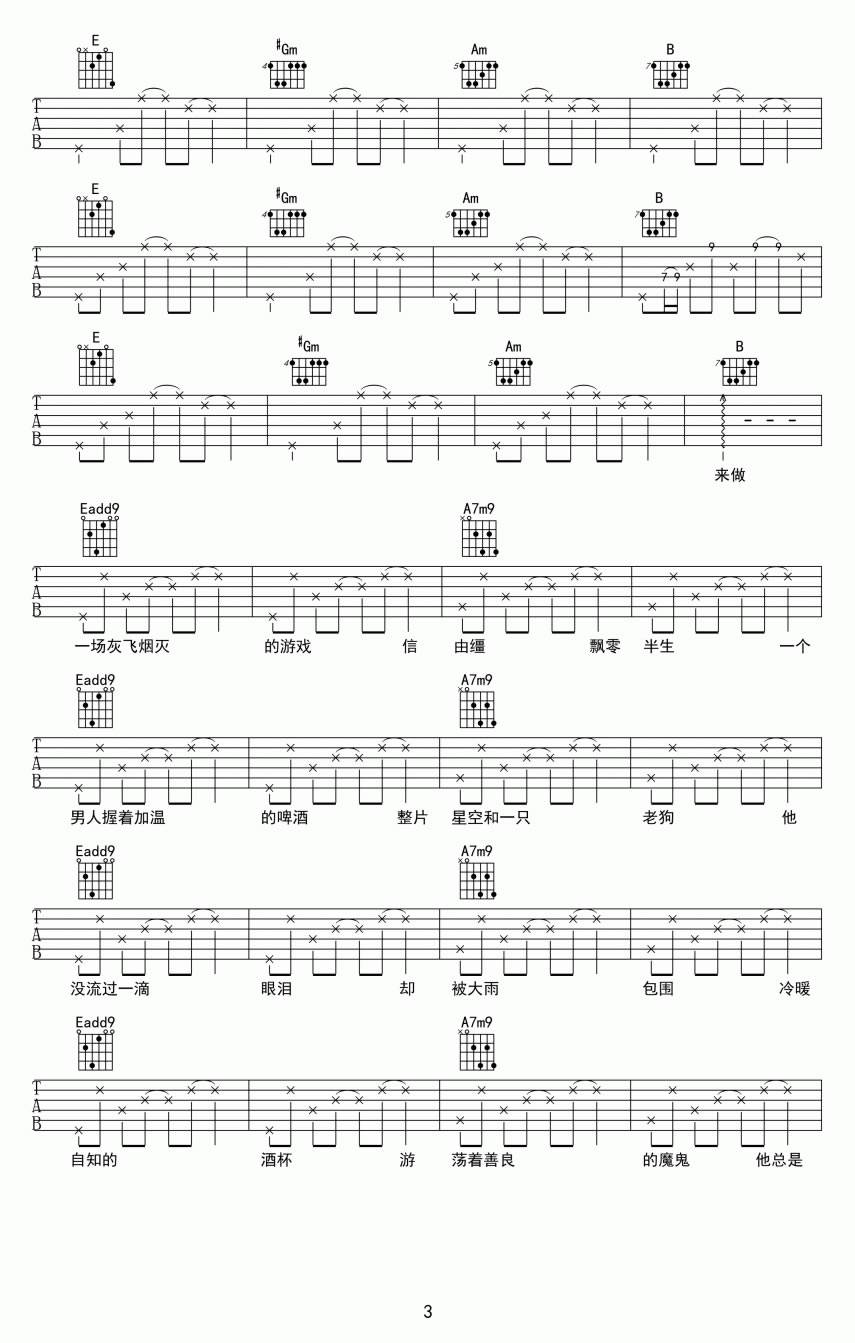 E #Gm Am B
4 5 7
T
A
B
E #Gm Am B
4 5 7
T
A
B
7 9 9 9 9
E #Gm Am B
4 5 7
T
A
B
来做
Eadd9 A7m9
T
A
B
一场灰飞烟灭 的游戏 信 由缰 飘零 半生 一个
Eadd9 A7m9
T
A
B
男人握着加温 的啤酒 整片 星空和一只 老狗 他
Eadd9 A7m9
T
A
B
没流过一滴 眼泪 却 被大雨 包围 冷暖
Eadd9 A7m9
T
A
B
自知的 酒杯 游 荡着善良 的魔鬼 他总是
3